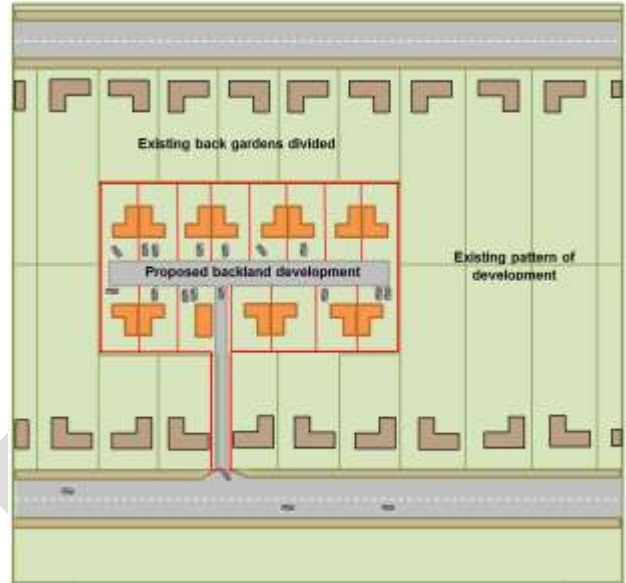 Existing back gardens divided
Existing pattern of
development
Proposed backland development